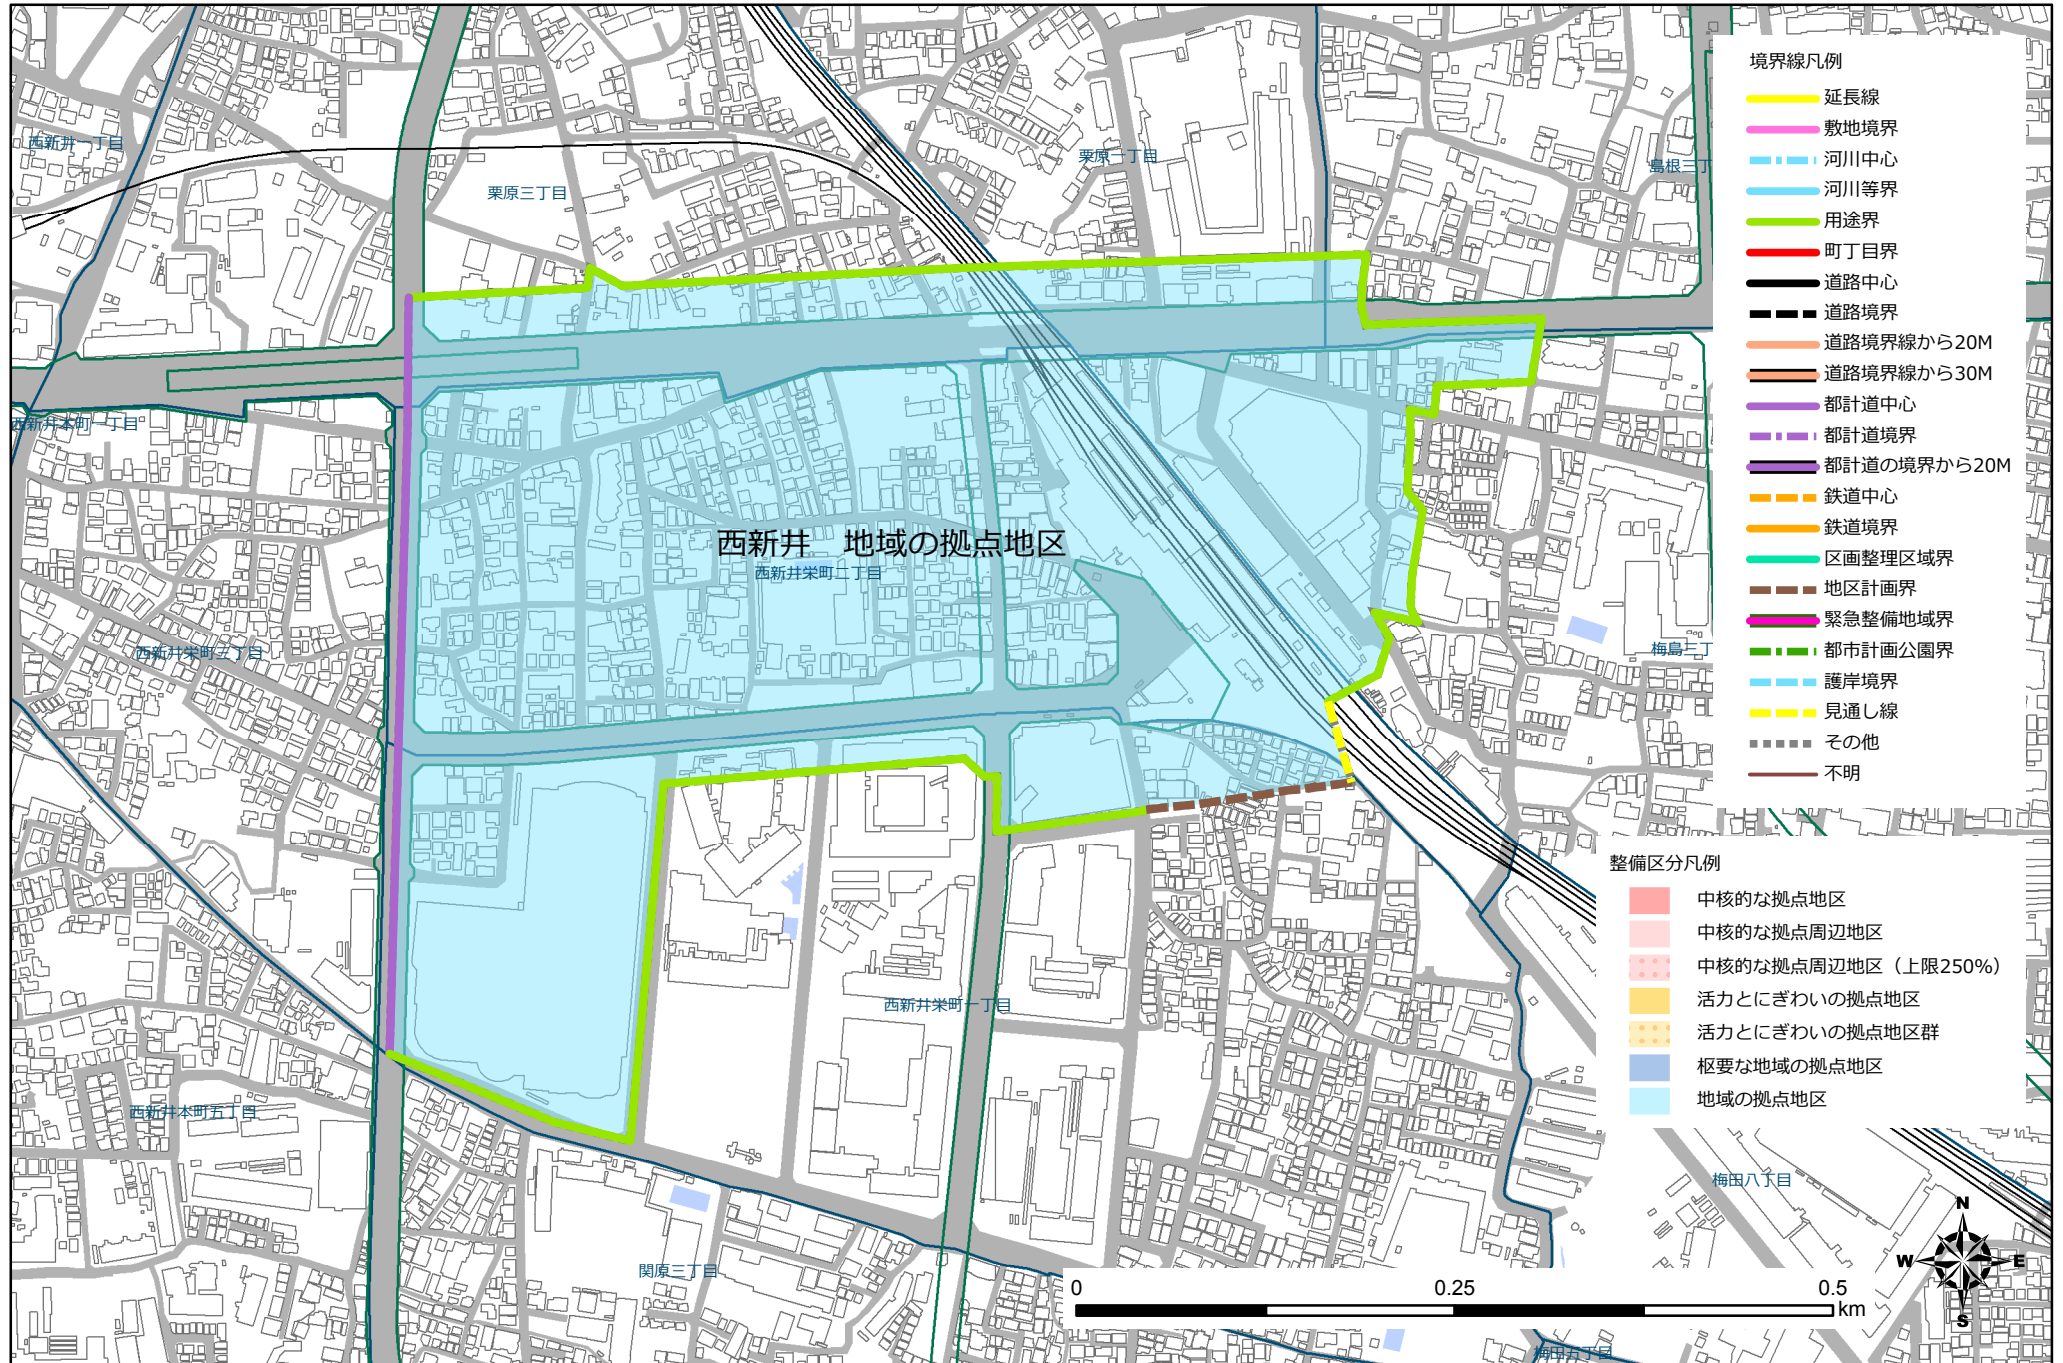 境界線凡例
延長線
敷地境界
河川中心
河川等界
用途界
町丁目界
道路中心
道路境界
道路境界線から20M
道路境界線から30M
都計道中心
都計道境界
都計道の境界から20M
鉄道中心
鉄道境界
区画整理区域界
地区計画界
緊急整備地域界
都市計画公園界
護岸境界
見通し線
その他
不明
西新井一丁目
栗原三丁目
栗原一丁目
島根三丁
西新井本町一丁目
西新井 地域の拠点地区
西新井栄町二丁目
西新井栄町三丁目
梅島三丁
整備区分凡例
中核的な拠点地区
中核的な拠点周辺地区
中核的な拠点周辺地区（上限250%）
活力とにぎわいの拠点地区
活力とにぎわいの拠点地区群
枢要な地域の拠点地区
地域の拠点地区
西新井栄町一丁目
西新井本町五丁目
梅田八丁目
関原三丁目
梅田五丁目
N
W E
S
0 0.25 0.5
km